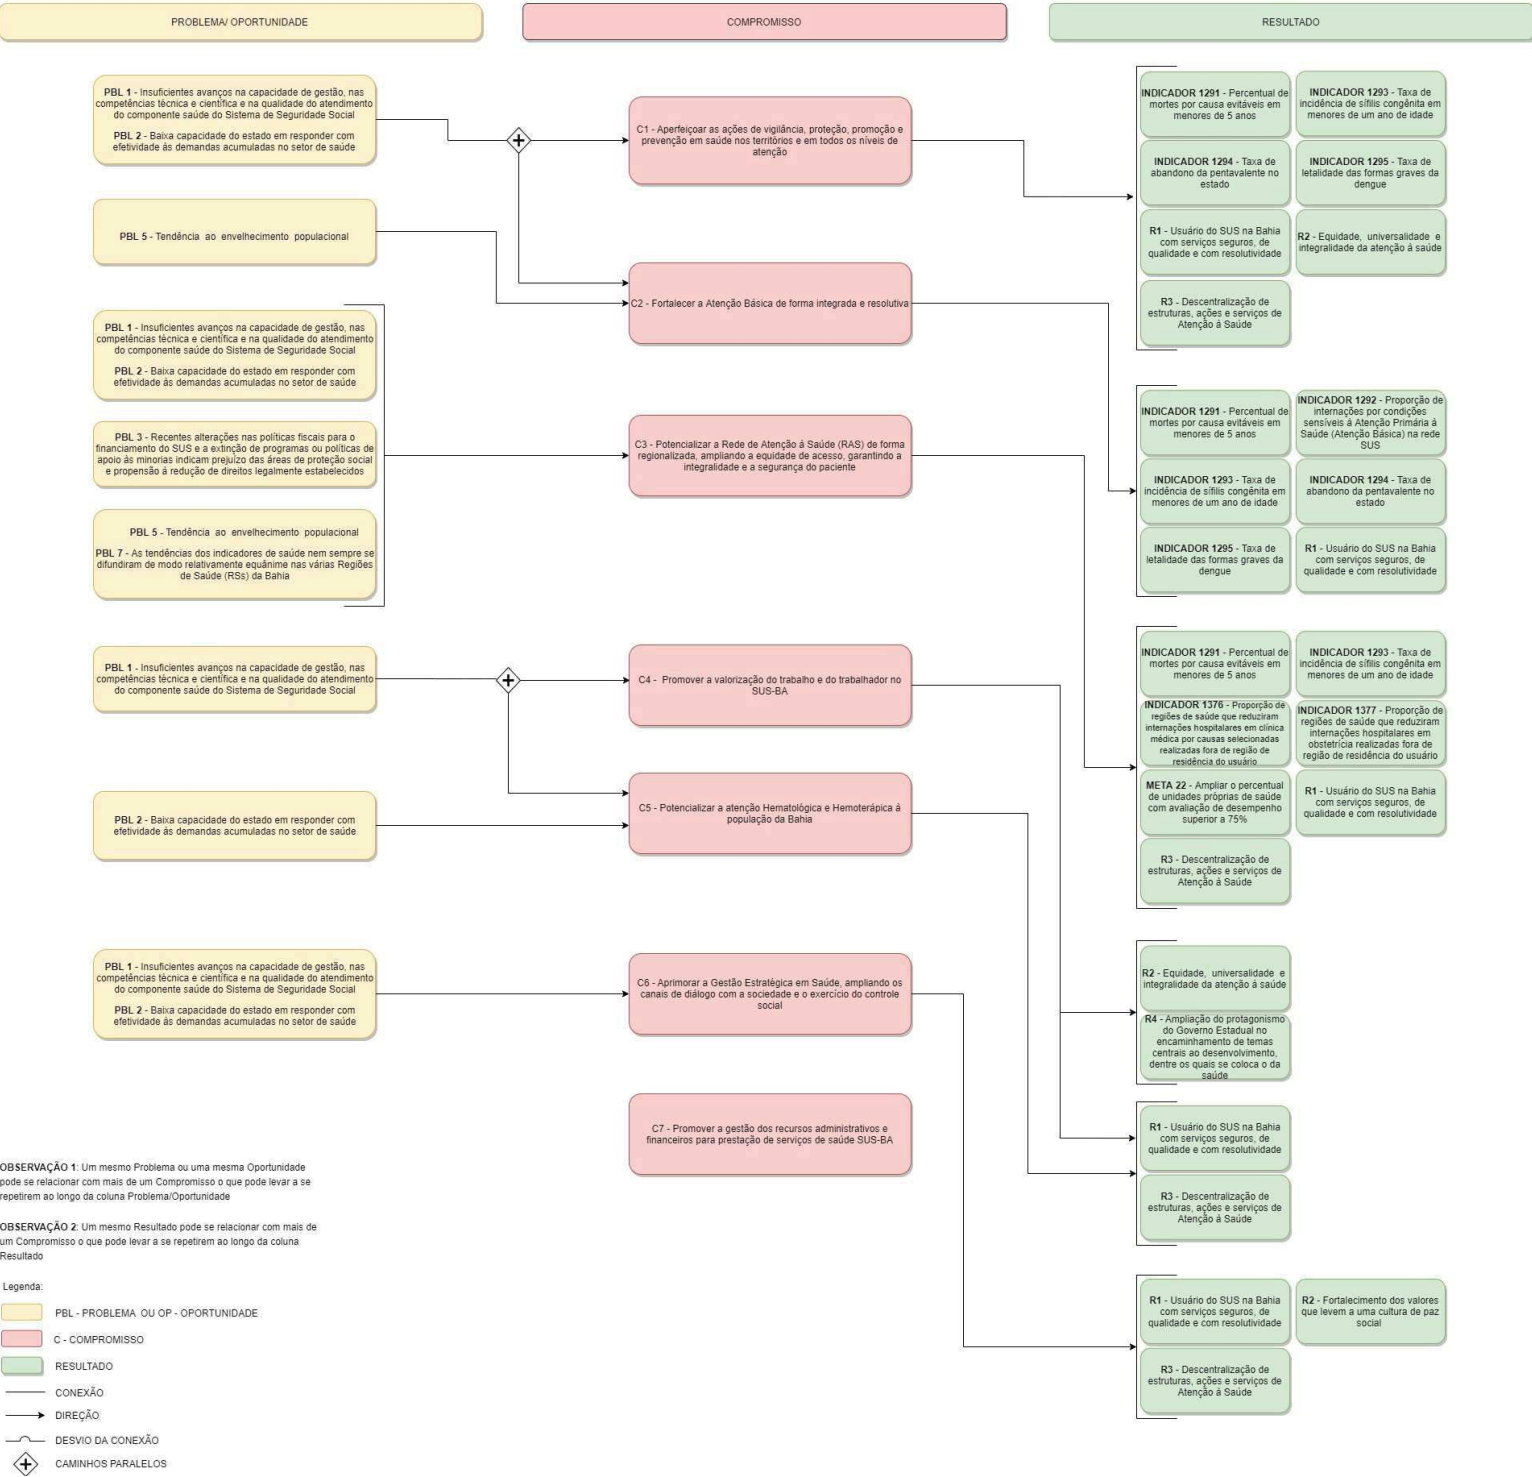 PROBLEMA/ OPORTUNIDADE
COMPROMISSO
RESULTADO
PBL 1 - Insuficientes avanços na capacidade de gestão, nas
competências técnica e científica e na qualidade do atendimento
do componente saúde do Sistema de Seguridade Social
PBL 2 - Baixa capacidade do estado em responder com
efetividade às demandas acumuladas no setor de saúde
PBL 5 - Tendência ao envelhecimento populacional
PBL 1 - Insuficientes avanços na capacidade de gestão, nas
competências técnica e científica e na qualidade do atendimento
do componente saúde do Sistema de Seguridade Social
PBL 2 - Baixa capacidade do estado em responder com
efetividade às demandas acumuladas no setor de saúde
PBL 3 - Recentes alterações nas políticas fiscais para o
financiamento do SUS e a extinção de programas ou políticas de
apoio às minorias indicam prejuízo das áreas de proteção social
e propensão à redução de direitos legalmente estabelecidos
PBL 5 - Tendência ao envelhecimento populacional
PBL 7 - As tendências dos indicadores de saúde nem sempre se
difundiram de modo relativamente equânime nas várias Regiões
de Saúde (RSs) da Bahia
PBL 1 - Insuficientes avanços na capacidade de gestão, nas
competências técnica e científica e na qualidade do atendimento
do componente saúde do Sistema de Seguridade Social
PBL 2 - Baixa capacidade do estado em responder com
efetividade às demandas acumuladas no setor de saúde
PBL 1 - Insuficientes avanços na capacidade de gestão, nas
competências técnica e científica e na qualidade do atendimento
do componente saúde do Sistema de Seguridade Social
PBL 2 - Baixa capacidade do estado em responder com
efetividade às demandas acumuladas no setor de saúde
C1 - Aperfeiçoar as ações de vigilância, proteção, promoção e
prevenção em saúde nos territórios e em todos os níveis de
atenção
C2 - Fortalecer a Atenção Básica de forma integrada e resolutiva
C3 - Potencializar a Rede de Atenção à Saúde (RAS) de forma
regionalizada, ampliando a equidade de acesso, garantindo a
integralidade e a segurança do paciente
C4 - Promover a valorização do trabalho e do trabalhador no
SUS-BA
C5 - Potencializar a atenção Hematológica e Hemoterápica à
população da Bahia
C6 - Aprimorar a Gestão Estratégica em Saúde, ampliando os
canais de diálogo com a sociedade e o exercício do controle
social
C7 - Promover a gestão dos recursos administrativos e
financeiros para prestação de serviços de saúde SUS-BA
INDICADOR 1291 - Percentual de
mortes por causa evitáveis em
menores de 5 anos
INDICADOR 1293 - Taxa de
incidência de sífilis congênita em
menores de um ano de idade
INDICADOR 1294 - Taxa de
abandono da pentavalente no
estado
INDICADOR 1295 - Taxa de
letalidade das formas graves da
dengue
R1 - Usuário do SUS na Bahia
com serviços seguros, de
qualidade e com resolutividade
R2 - Equidade, universalidade e
integralidade da atenção à saúde
R3 - Descentralização de
estruturas, ações e serviços de
Atenção à Saúde
INDICADOR 1291 - Percentual de
mortes por causa evitáveis em
menores de 5 anos
INDICADOR 1292 - Proporção de
internações por condições
sensíveis à Atenção Primária à
Saúde (Atenção Básica) na rede
SUS
INDICADOR 1293 - Taxa de
incidência de sífilis congênita em
menores de um ano de idade
INDICADOR 1294 - Taxa de
abandono da pentavalente no
estado
INDICADOR 1295 - Taxa de
letalidade das formas graves da
dengue
R1 - Usuário do SUS na Bahia
com serviços seguros, de
qualidade e com resolutividade
INDICADOR 1291 - Percentual de
mortes por causa evitáveis em
menores de 5 anos
INDICADOR 1293 - Taxa de
incidência de sífilis congênita em
menores de um ano de idade
INDICADOR 1376 - Proporção de
regiões de saúde que reduziram
internações hospitalares em clínica
médica por causas selecionadas
realizadas fora de região de
residência do usuário
INDICADOR 1377 - Proporção de
regiões de saúde que reduziram
internações hospitalares em
obstetrícia realizadas fora de
região de residência do usuário
META 22 - Ampliar o percentual
de unidades próprias de saúde
com avaliação de desempenho
superior a 75%
R1 - Usuário do SUS na Bahia
com serviços seguros, de
qualidade e com resolutividade
R3 - Descentralização de
estruturas, ações e serviços de
Atenção à Saúde
R2 - Equidade, universalidade e
integralidade da atenção à saúde
R4 - Ampliação do protagonismo
do Governo Estadual no
encaminhamento de temas
centrais ao desenvolvimento,
dentre os quais se coloca o da
saúde
R1 - Usuário do SUS na Bahia
com serviços seguros, de
qualidade e com resolutividade
R3 - Descentralização de
estruturas, ações e serviços de
Atenção à Saúde
R1 - Usuário do SUS na Bahia
com serviços seguros, de
qualidade e com resolutividade
R2 - Fortalecimento dos valores
que levem a uma cultura de paz
social
R3 - Descentralização de
estruturas, ações e serviços de
Atenção à Saúde
OBSERVAÇÃO 1: Um mesmo Problema ou uma mesma Oportunidade
pode se relacionar com mais de um Compromisso o que pode levar a se
repetirem ao longo da coluna Problema/Oportunidade
OBSERVAÇÃO 2: Um mesmo Resultado pode se relacionar com mais de
um Compromisso o que pode levar a se repetirem ao longo da coluna
Resultado
Legenda:
PBL - PROBLEMA OU OP - OPORTUNIDADE
C - COMPROMISSO
RESULTADO
CONEXÃO
DIREÇÃO
DESVIO DA CONEXÃO
CAMINHOS PARALELOS